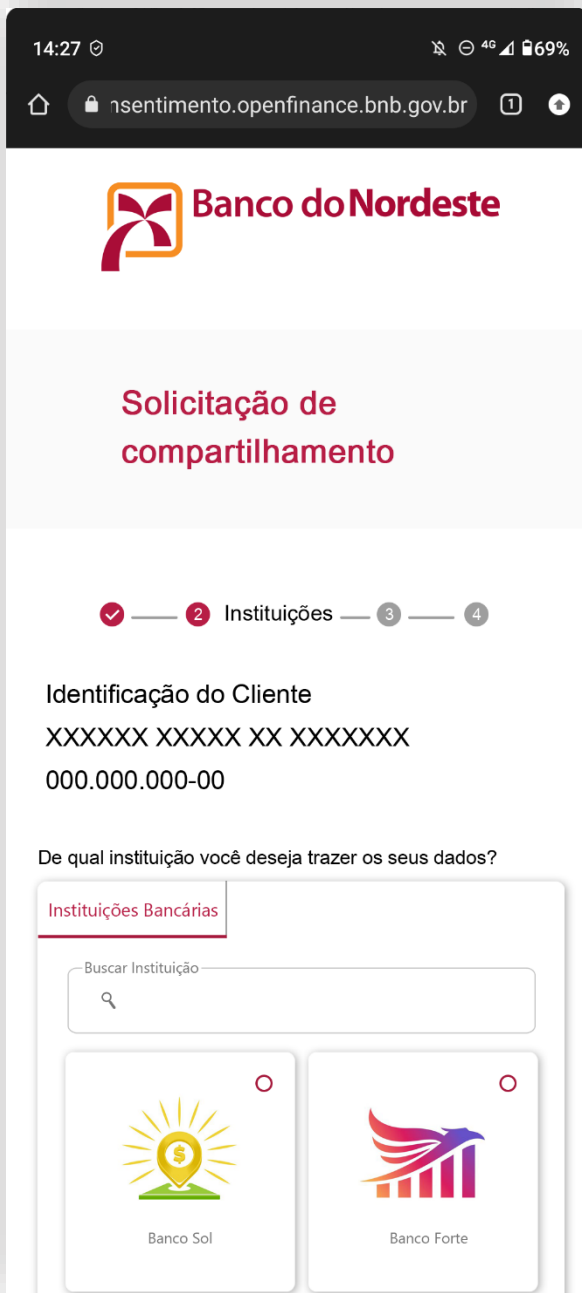 14:27
4G 69%
nsentimento.openfinance.bnb.gov.br 1
Banco do Nordeste
Solicitação de
compartilhamento
2 Instituições 3 4
Identificação do Cliente
XXXXXX XXXXX XX XXXXXXX
000.000.000-00
De qual instituição você deseja trazer os seus dados?
Instituições Bancárias
Buscar Instituição
$
Banco Sol
Banco Forte